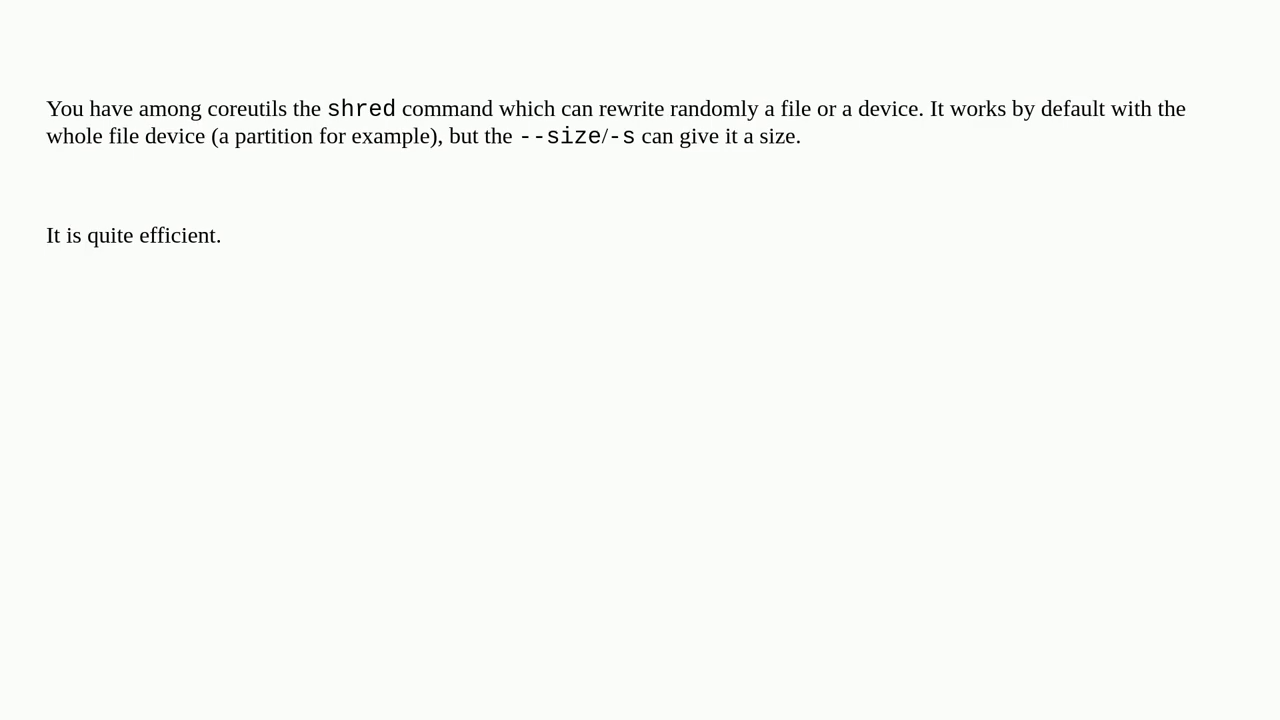 You have among coreutils the shred command which can rewrite randomly a file or a device. It works by default with the
whole file device (a partition for example), but the --size/-s can give it a size.
It is quite efficient.